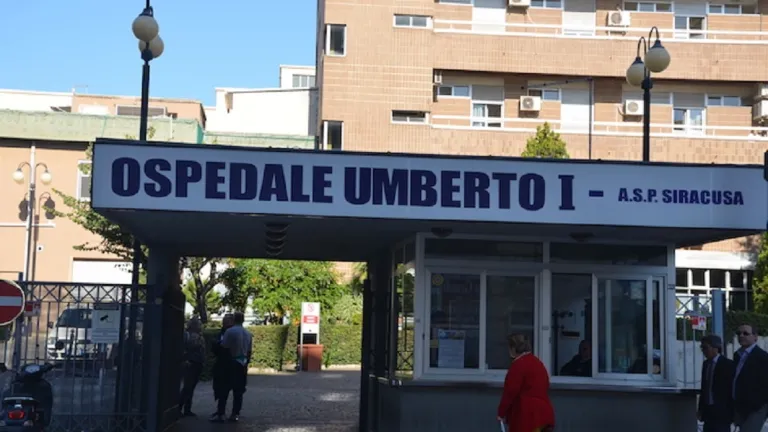 OSPEDALE UMBERTO I - A.S.P. SIRACUSA